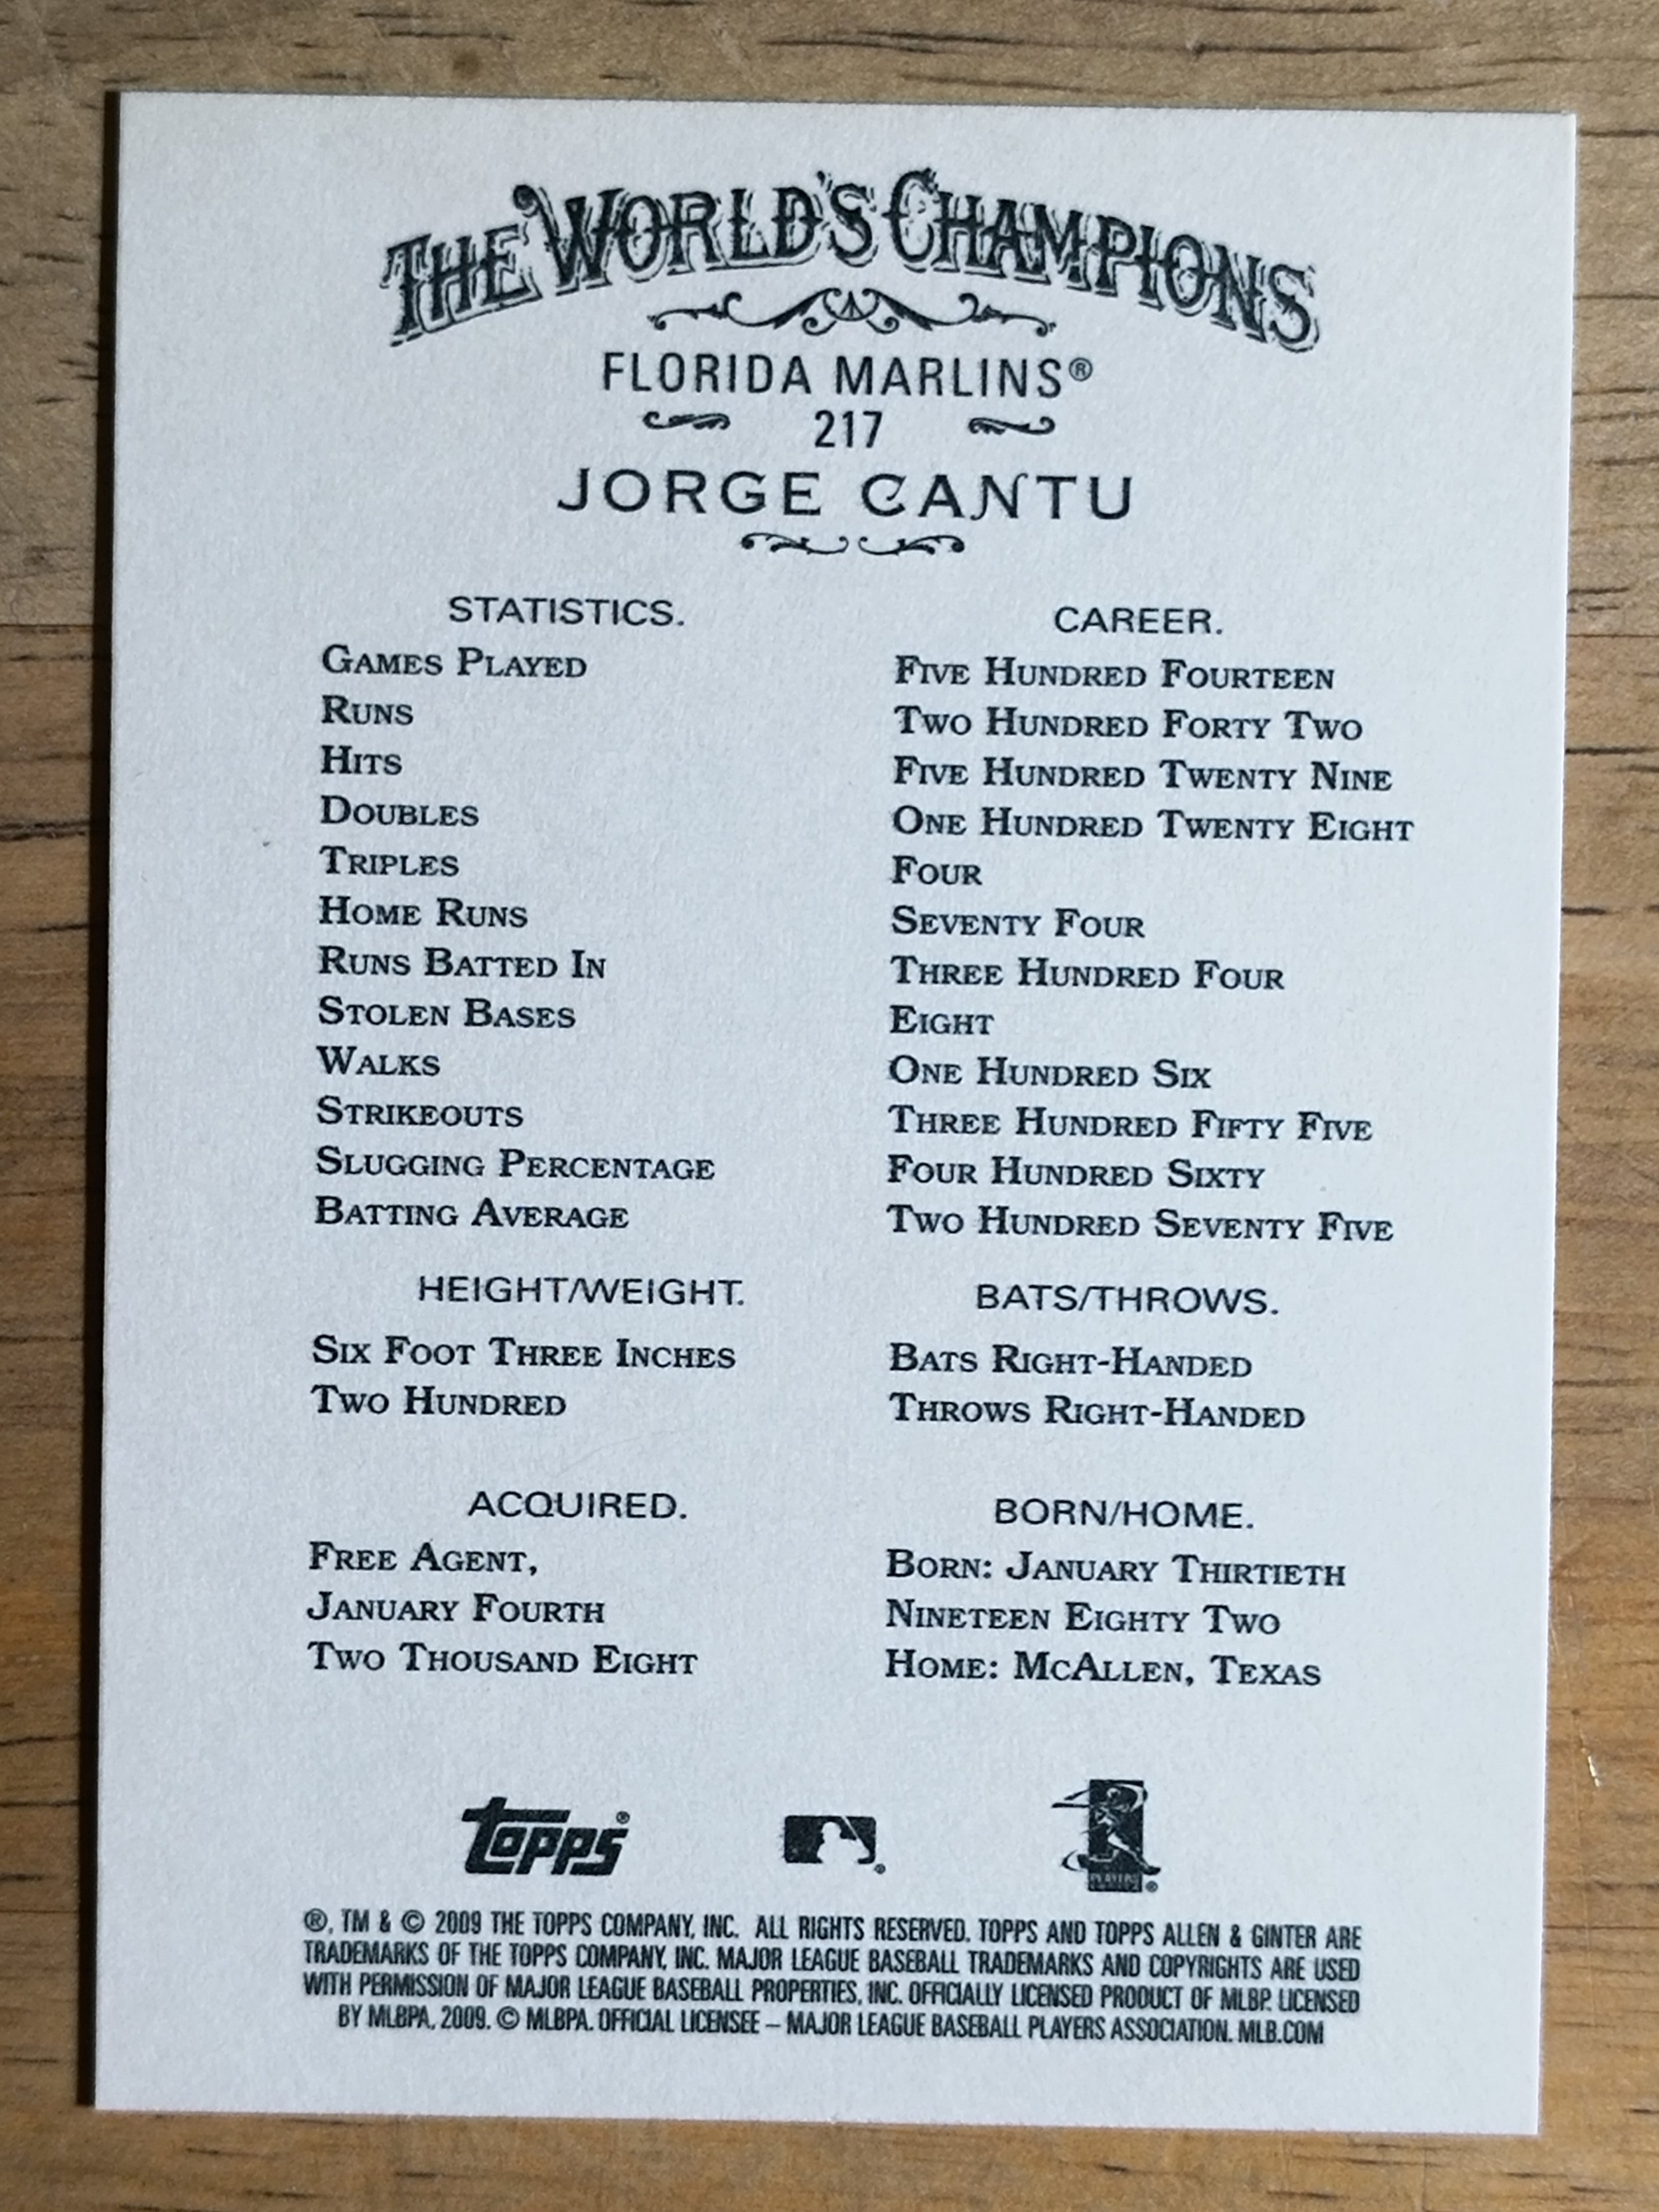 THE WORLD'S CHAMPIONS
FLORIDA MARLINS®
217
JORGE CANTU
STATISTICS. CAREER.
GAMES PLAYED FIVE HUNDRED FOURTEEN
RUNS TWO HUNDRED FORTY TWO
HITS FIVE HUNDRED TWENTY NINE
DOUBLES ONE HUNDRED TWENTY EIGHT
TRIPLES FOUR
HOME RUNS SEVENTY FOUR
RUNS BATTED IN THREE HUNDRED FOUR
STOLEN BASES EIGHT
WALKS ONE HUNDRED SIX
STRIKEOUTS THREE HUNDRED FIFTY FIVE
SLUGGING PERCENTAGE FOUR HUNDRED SIXTY
BATTING AVERAGE TWO HUNDRED SEVENTY FIVE
HEIGHT/WEIGHT. BATS/THROWS.
SIX FOOT THREE INCHES BATS RIGHT-HANDED
TWO HUNDRED THROWS RIGHT-HANDED
ACQUIRED. BORN/HOME.
FREE AGENT, BORN: JANUARY THIRTIETH
JANUARY FOURTH NINETEEN EIGHTY TWO
TWO THOUSAND EIGHT HOME: MCALLEN, TEXAS
topps® ® PLAYERS ®
®, TM & © 2009 THE TOPPS COMPANY, INC. ALL RIGHTS RESERVED. TOPPS AND TOPPS ALLEN & GINTER ARE
TRADEMARKS OF THE TOPPS COMPANY, INC. MAJOR LEAGUE BASEBALL TRADEMARKS AND COPYRIGHTS ARE USED
WITH PERMISSION OF MAJOR LEAGUE BASEBALL PROPERTIES, INC. OFFICIALLY LICENSED PRODUCT OF MLBP. LICENSED
BY MLBPA, 2009. © MLBPA. OFFICIAL LICENSEE – MAJOR LEAGUE BASEBALL PLAYERS ASSOCIATION. MLB.COM